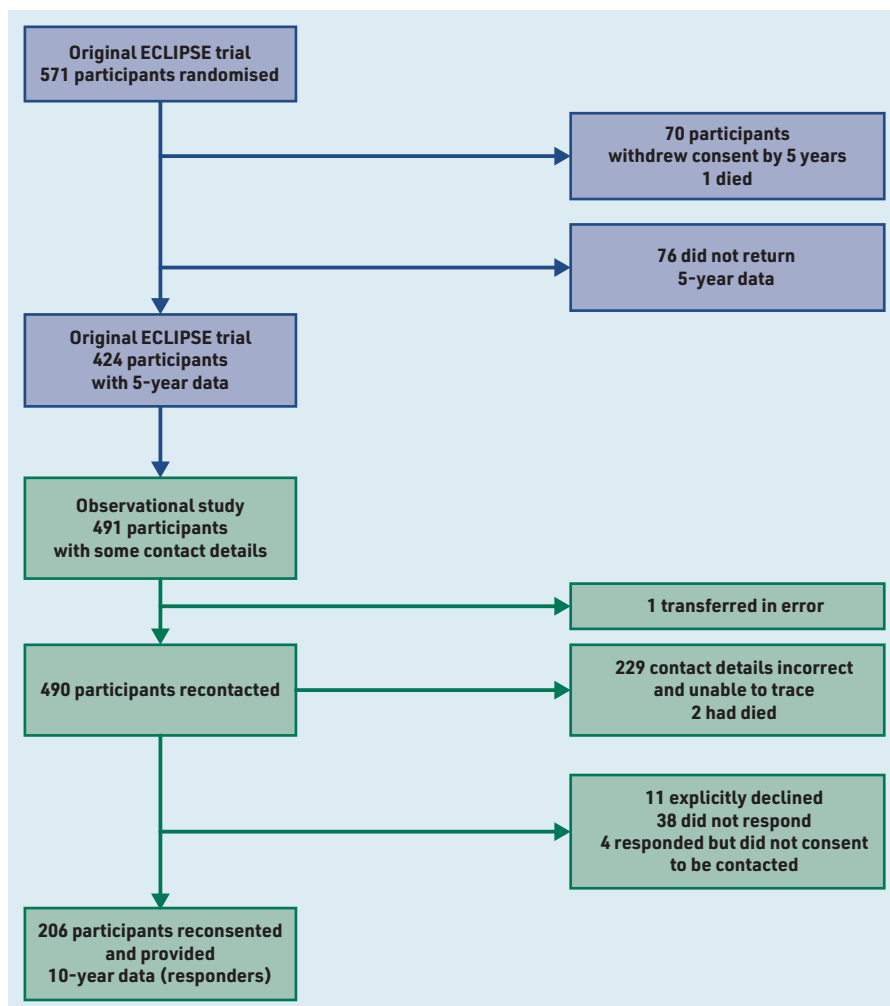 Original ECLIPSE trial
571 participants randomised
70 participants
withdrew consent by 5 years
1 died
76 did not return
5-year data
Original ECLIPSE trial
424 participants
with 5-year data
Observational study
491 participants
with some contact details
1 transferred in error
490 participants recontacted
229 contact details incorrect
and unable to trace
2 had died
11 explicitly declined
38 did not respond
4 responded but did not consent
to be contacted
206 participants reconsented
and provided
10-year data (responders)